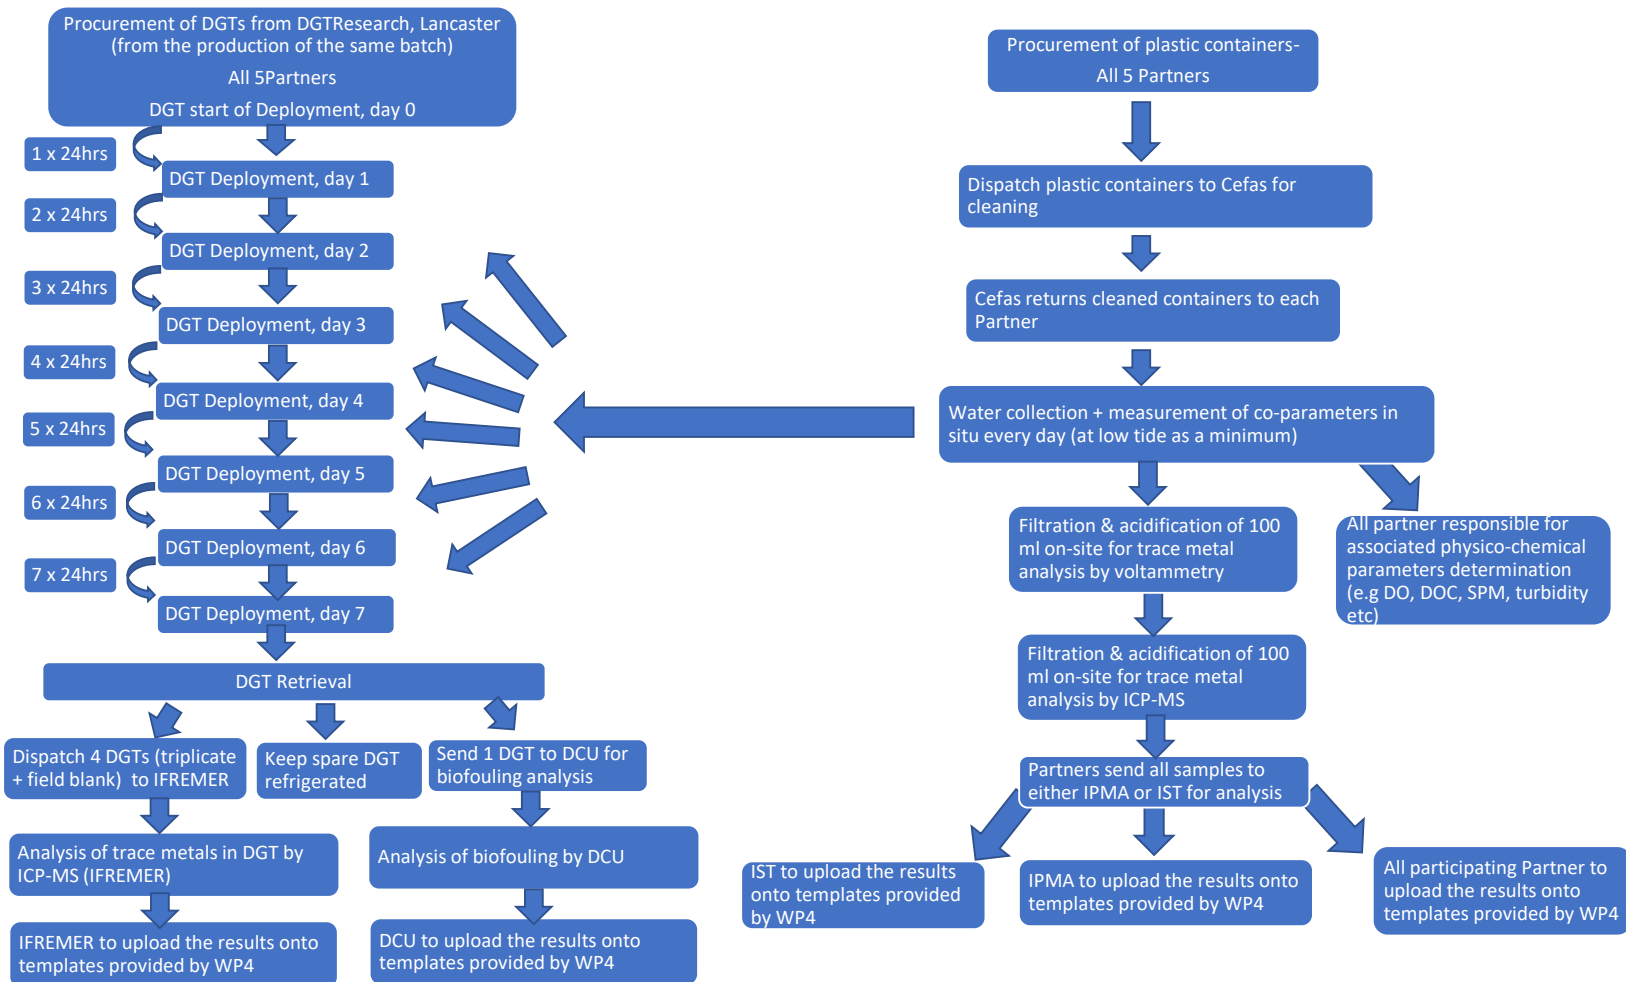 Procurement of DGTs from DGTResearch, Lancaster
(from the production of the same batch)
All 5Partners
DGT start of Deployment, day 0
1 x 24hrs
DGT Deployment, day 1
2 x 24hrs
DGT Deployment, day 2
3 x 24hrs
DGT Deployment, day 3
4 x 24hrs
DGT Deployment, day 4
5 x 24hrs
DGT Deployment, day 5
6 x 24hrs
DGT Deployment, day 6
7 x 24hrs
DGT Deployment, day 7
DGT Retrieval
Dispatch 4 DGTs (triplicate
+ field blank) to IFREMER
Keep spare DGT
refrigerated
Send 1 DGT to DCU for
biofouling analysis
Analysis of trace metals in DGT by
ICP-MS (IFREMER)
Analysis of biofouling by DCU
IFREMER to upload the results onto
templates provided by WP4
DCU to upload the results onto
templates provided by WP4
Procurement of plastic containers-
All 5 Partners
Dispatch plastic containers to Cefas for
cleaning
Cefas returns cleaned containers to each
Partner
Water collection + measurement of co-parameters in
situ every day (at low tide as a minimum)
Filtration & acidification of 100
ml on-site for trace metal
analysis by voltammetry
All partner responsible for
associated physico-chemical
parameters determination
(e.g DO, DOC, SPM, turbidity
etc)
Filtration & acidification of 100
ml on-site for trace metal
analysis by ICP-MS
Partners send all samples to
either IPMA or IST for analysis
IST to upload the results
onto templates provided
by WP4
IPMA to upload the results onto
templates provided by WP4
All participating Partner to
upload the results onto
templates provided by WP4